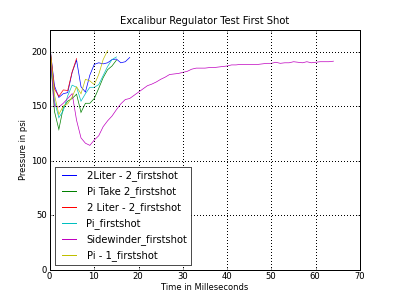 Excalibur Regulator Test First Shot
Pressure in psi
200
150
100
50
0
2Liter - 2_firstshot
Pi Take 2_firstshot
2 Liter - 2_firstshot
Pi_firstshot
Sidewinder_firstshot
Pi - 1_firstshot
0 10 20 30 40 50 60 70
Time in Milleseconds